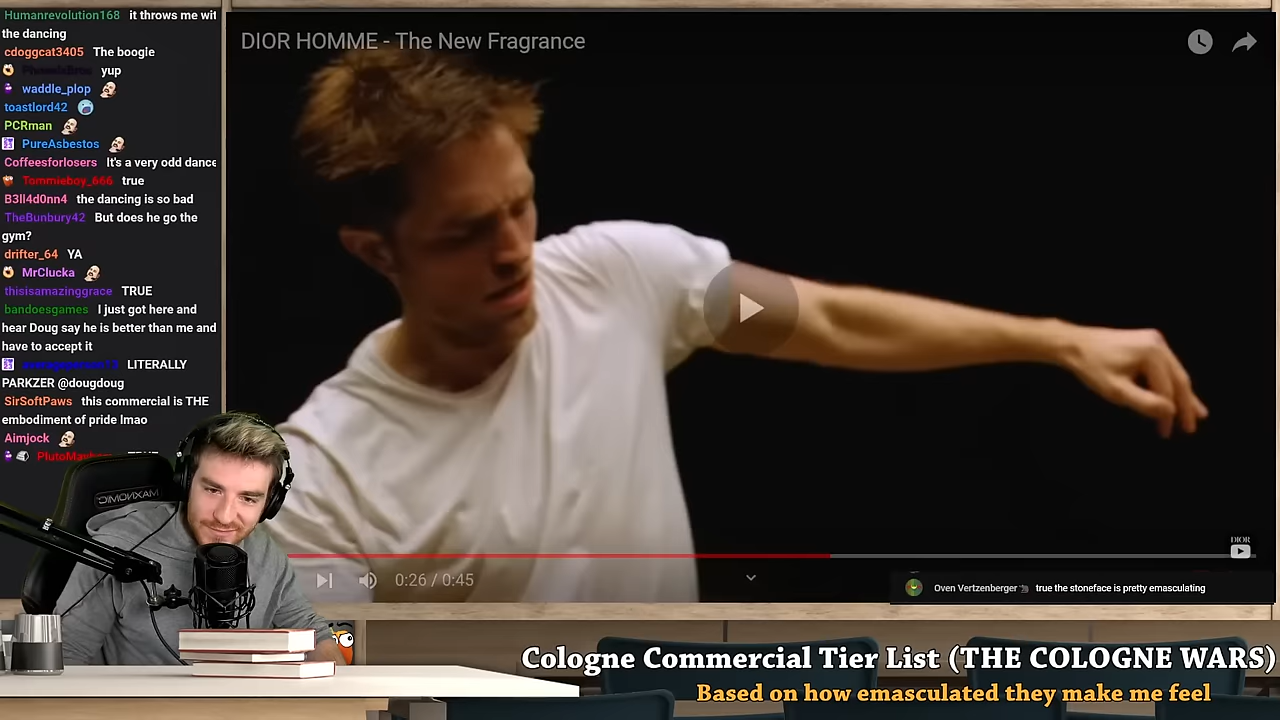 Humanrevolution168 it throws me wit
the dancing
cdoggcat3405 The boogie
yup
waddle_plop
toastlord42
PCRman
PureAsbestos
Coffeesforlosers It's a very odd dance
Tommieboy_666 true
B3ll4d0nn4 the dancing is so bad
TheBunbury42 But does he go the
gym?
drifter_64 YA
MrClucka
thisisamazinggrace TRUE
bandoesgames I just got here and
hear Doug say he is better than me and
have to accept it
LITERALLY
PARKZER @dougdoug
SirSoftPaws this commercial is THE
embodiment of pride lmao
Aimjock
TRUE
DIOR HOMME - The New Fragrance
MAXNOMIC
0:26 / 0:45
DIOR
Oven Vertzenberger true the stoneface is pretty emasculating
Cologne Commercial Tier List (THE COLOGNE WARS)
Based on how emasculated they make me feel